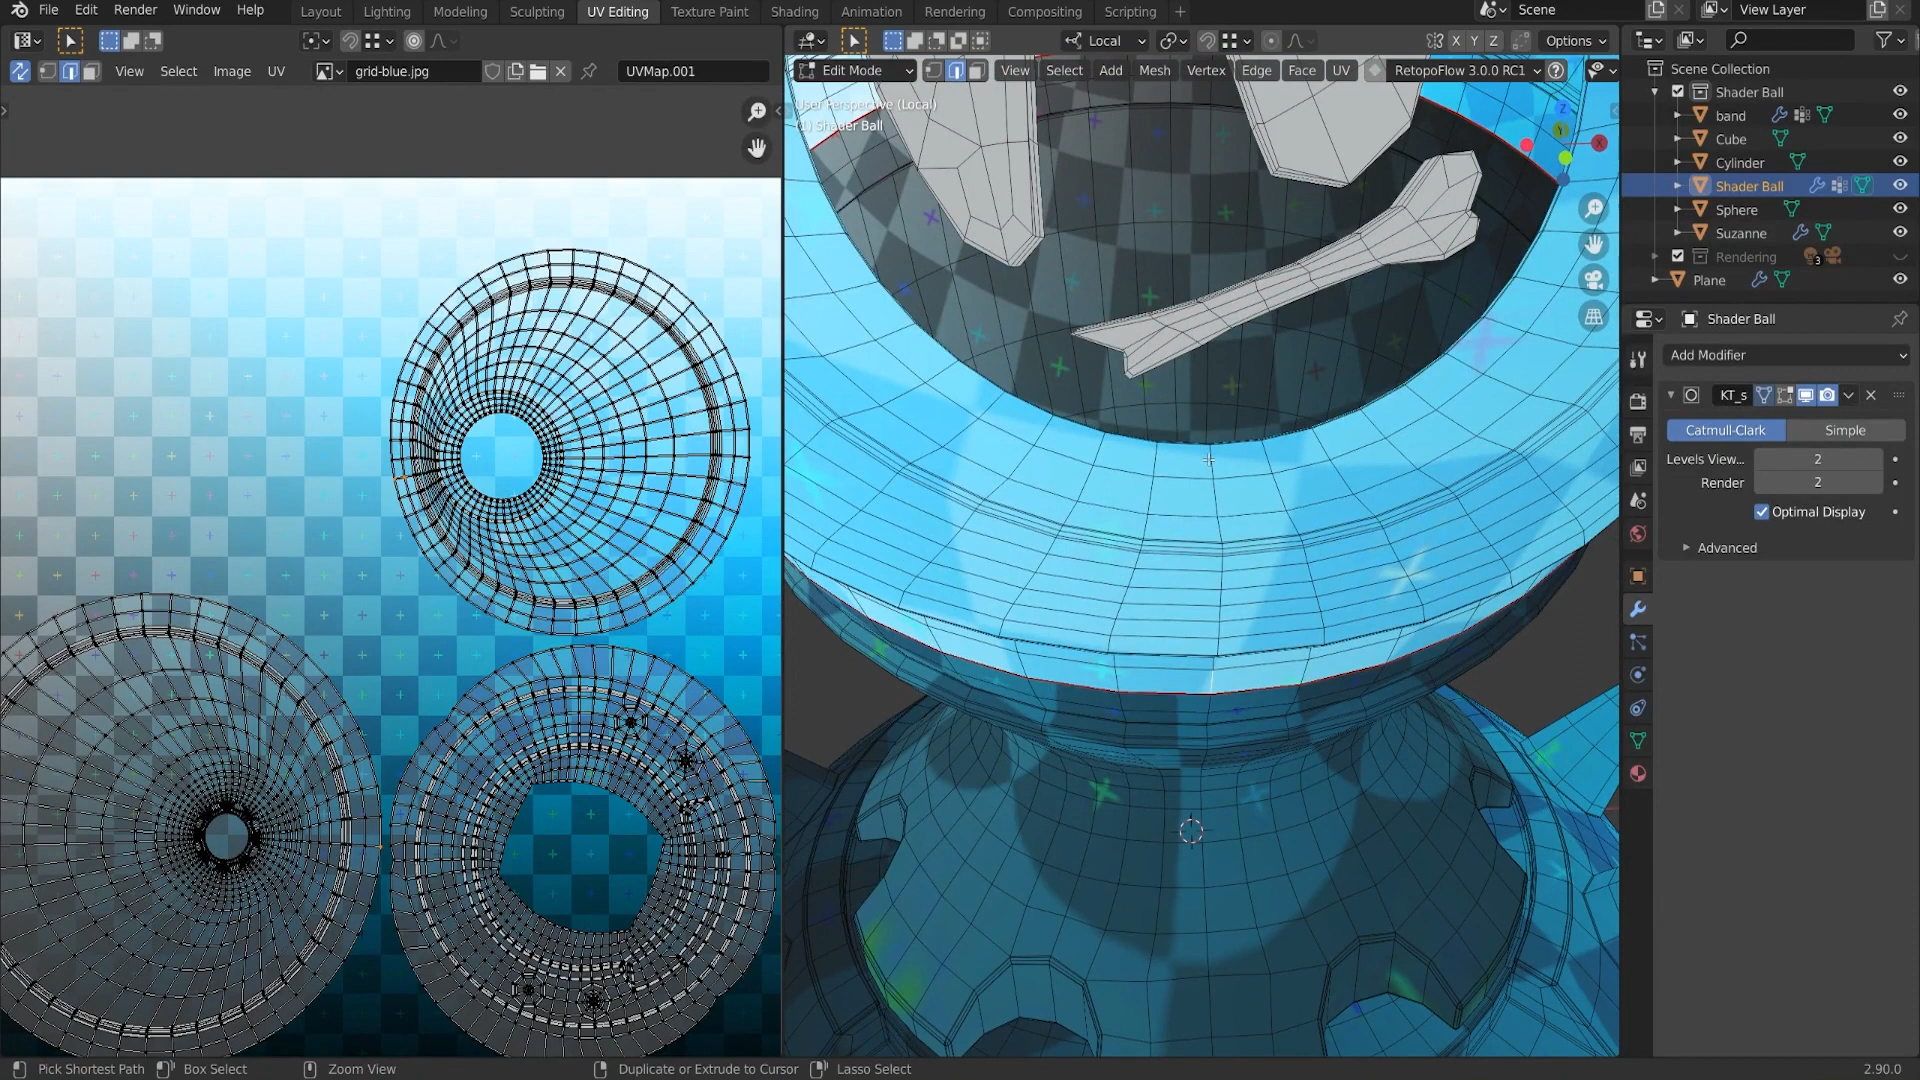 File Edit Render Window Help Layout Lighting Modeling Sculpting UV Editing Texture Paint Shading Animation Rendering Compositing Scripting + Scene View Layer
Local X Y Z Options
View Select Image UV grid-blue.jpg UVMap.001
Edit Mode View Select Add Mesh Vertex Edge Face UV RetopoFlow 3.0.0 RC1
User Perspective (Local)
(1) Shader Ball
Z
Y
X
Scene Collection
Shader Ball
band
Cube
Cylinder
Shader Ball
Sphere
Suzanne
Rendering 3
Plane
Shader Ball
Add Modifier
KT_s
Catmull-Clark Simple
Levels View... 2
Render 2
Optimal Display
Advanced
Pick Shortest Path Box Select Zoom View Duplicate or Extrude to Cursor Lasso Select 2.90.0